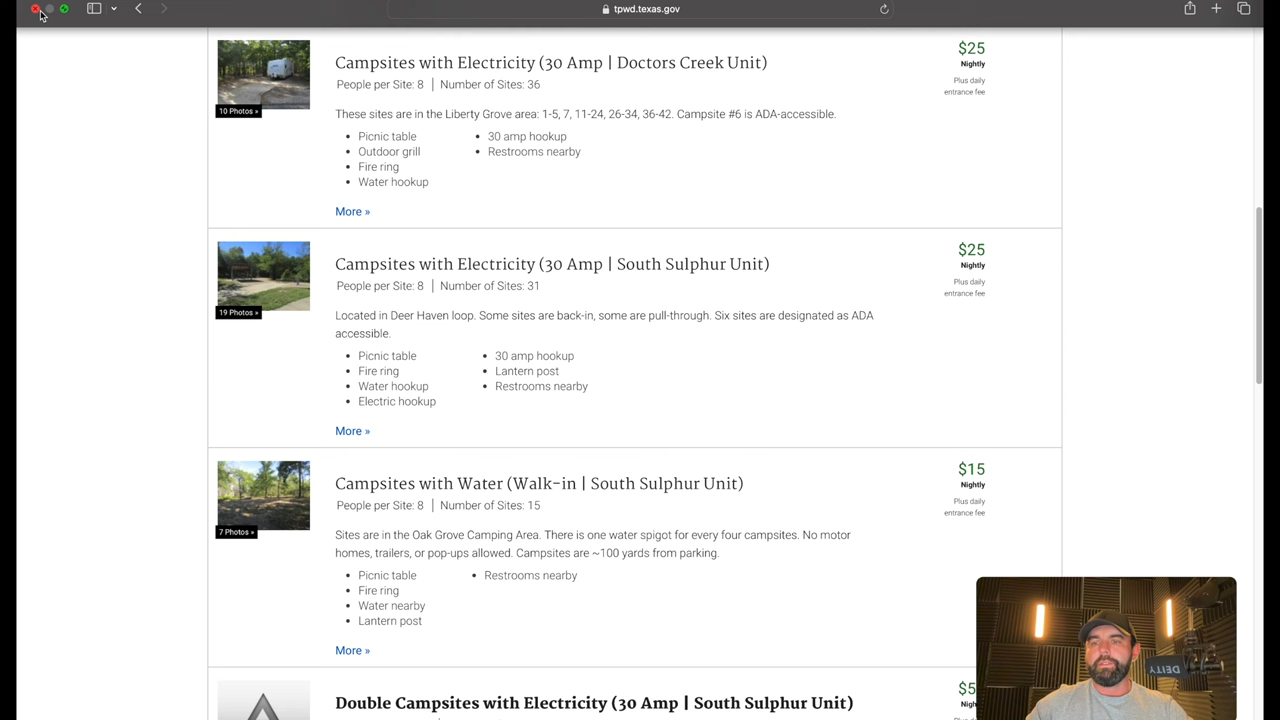 tpwd.texas.gov
Campsites with Electricity (30 Amp | Doctors Creek Unit)
$25
Nightly
People per Site: 8 | Number of Sites: 36
Plus daily
entrance fee
10 Photos »
These sites are in the Liberty Grove area: 1-5, 7, 11-24, 26-34, 36-42. Campsite #6 is ADA-accessible.
• Picnic table
• 30 amp hookup
• Outdoor grill
• Restrooms nearby
• Fire ring
• Water hookup
More »
Campsites with Electricity (30 Amp | South Sulphur Unit)
$25
Nightly
People per Site: 8 | Number of Sites: 31
Plus daily
entrance fee
19 Photos »
Located in Deer Haven loop. Some sites are back-in, some are pull-through. Six sites are designated as ADA
accessible.
• Picnic table
• 30 amp hookup
• Fire ring
• Lantern post
• Water hookup
• Restrooms nearby
• Electric hookup
More »
Campsites with Water (Walk-in | South Sulphur Unit)
$15
Nightly
People per Site: 8 | Number of Sites: 15
Plus daily
entrance fee
7 Photos »
Sites are in the Oak Grove Camping Area. There is one water spigot for every four campsites. No motor
homes, trailers, or pop-ups allowed. Campsites are ~100 yards from parking.
• Picnic table
• Restrooms nearby
• Fire ring
• Water nearby
• Lantern post
More »
Double Campsites with Electricity (30 Amp | South Sulphur Unit)
DEITY